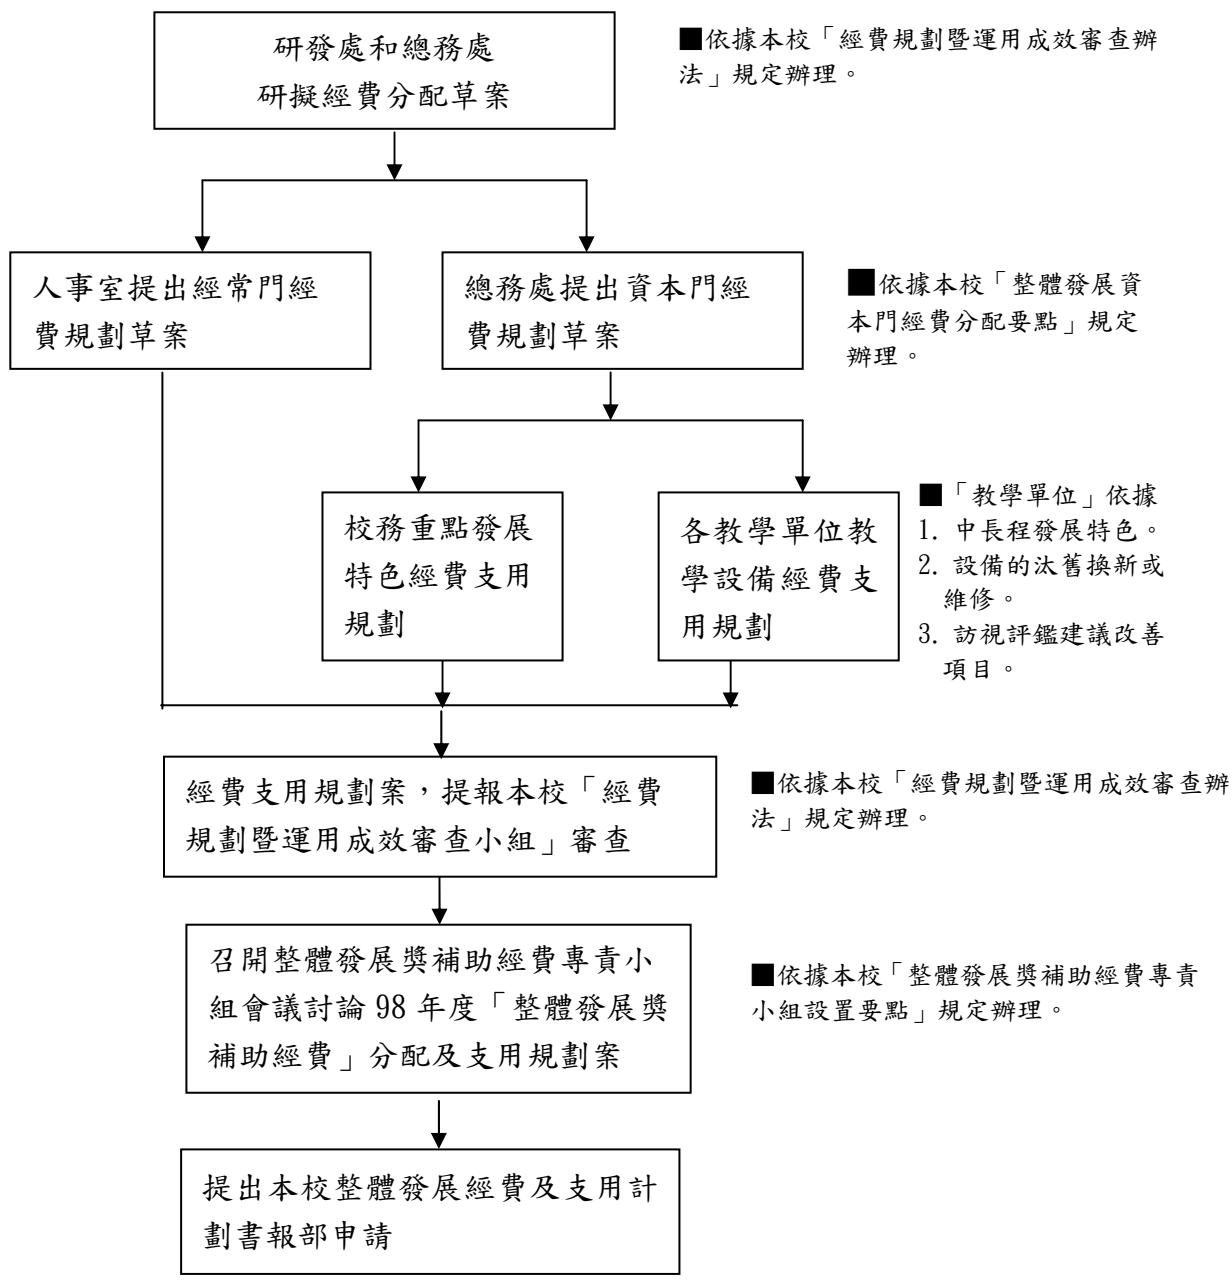 研發處和總務處
研擬經費分配草案
■依據本校「經費規劃暨運用成效審查辦
法」規定辦理。
人事室提出經常門經
費規劃草案
總務處提出資本門經
費規劃草案
■依據本校「整體發展資
本門經費分配要點」規定
辦理。
校務重點發展
特色經費支用
規劃
各教學單位教
學設備經費支
用規劃
■「教學單位」依據
1. 中長程發展特色。
2. 設備的汰舊換新或
維修。
3. 訪視評鑑建議改善
項目。
經費支用規劃案，提報本校「經費
規劃暨運用成效審查小組」審查
■依據本校「經費規劃暨運用成效審查辦
法」規定辦理。
召開整體發展獎補助經費專責小
組會議討論 98 年度「整體發展獎
補助經費」分配及支用規劃案
■依據本校「整體發展獎補助經費專責
小組設置要點」規定辦理。
提出本校整體發展經費及支用計
劃書報部申請